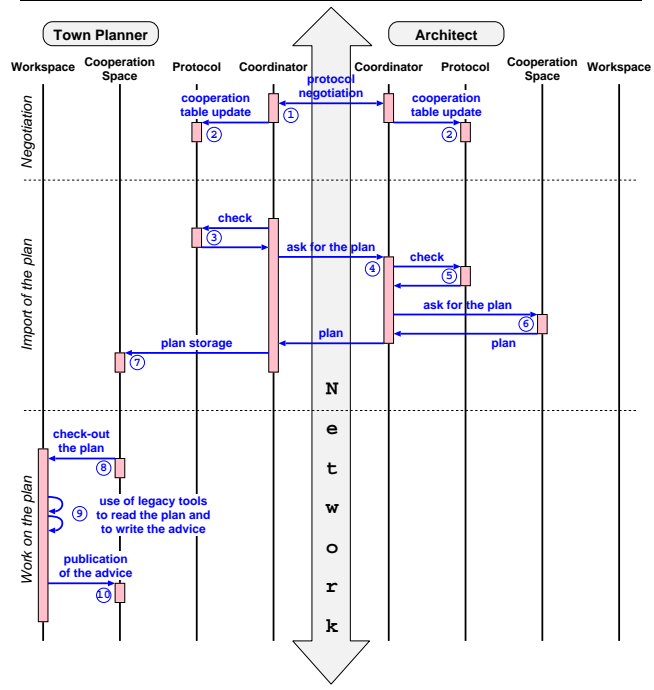 Town Planner
Architect
Workspace
Cooperation
Space
Protocol
Coordinator
Coordinator
Protocol
Cooperation
Space
Workspace
Negotiation
protocol
negotiation
1
cooperation
table update
2
cooperation
table update
2
Import of the plan
check
3
ask for the plan
4
check
5
ask for the plan
6
plan
plan
plan storage
7
Network
Work on the plan
check-out
the plan
8
9
use of legacy tools
to read the plan and
to write the advice
publication
of the advice
10